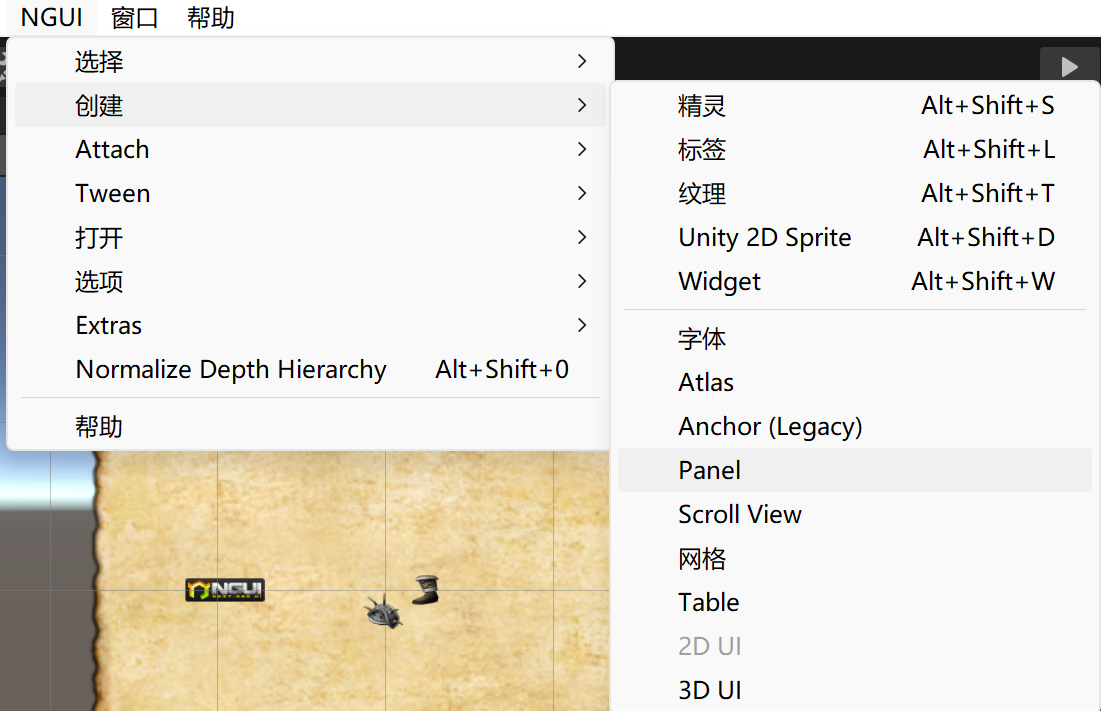 NGUI 窗口 帮助
选择
创建
Attach
Tween
打开
选项
Extras
Normalize Depth Hierarchy Alt+Shift+0
帮助
精灵 Alt+Shift+S
标签 Alt+Shift+L
纹理 Alt+Shift+T
Unity 2D Sprite Alt+Shift+D
Widget Alt+Shift+W
字体
Atlas
Anchor (Legacy)
Panel
Scroll View
网格
Table
2D UI
3D UI
NGUI